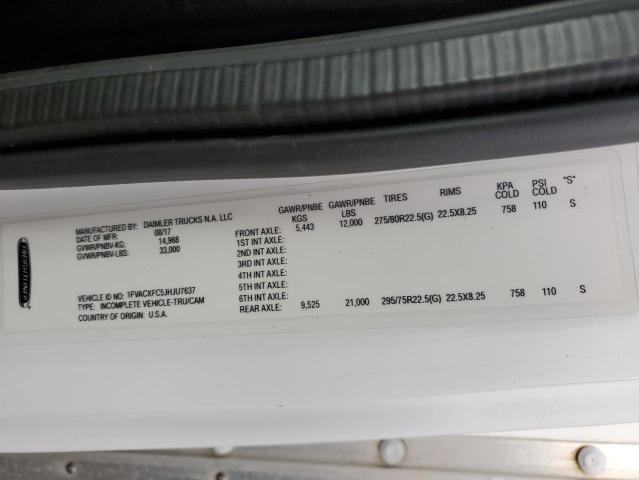 FREIGHTLINER
MANUFACTURED BY: DAIMLER TRUCKS N.A. LLC
DATE OF MFR: 08/17
GVWR/PNBV-KG: 14,968
GVWR/PNBV-LBS: 33,000
VEHICLE ID NO: 1FVACXFC5JHJU7637
TYPE: INCOMPLETE VEHICLE-TRU/CAM
COUNTRY OF ORIGIN: U.S.A.
GAWR/PNBE KGS GAWR/PNBE LBS TIRES RIMS KPA COLD PSI COLD "S"
FRONT AXLE: 5,443 12,000 275/80R22.5(G) 22.5X8.25 758 110 S
1ST INT AXLE:
2ND INT AXLE:
3RD INT AXLE:
4TH INT AXLE:
5TH INT AXLE:
6TH INT AXLE:
REAR AXLE: 9,525 21,000 295/75R22.5(G) 22.5X8.25 758 110 S